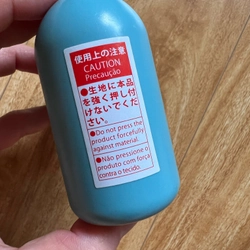 使用上の注意
CAUTION
Precaução
●生地に本品
を強く押し付
けないでくだ
さい。
●Do not press the
product forcefully
against material.
●Não pressione o
produto com força
contra o tecido.